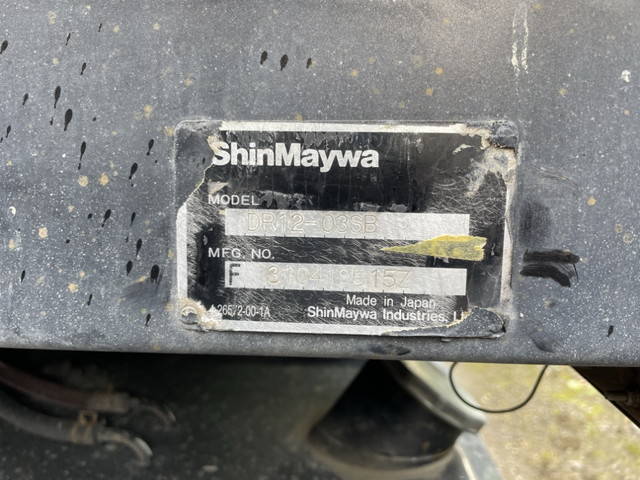 ShinMaywa
MODEL
DR12-03SB
MFG. NO.
F
Made in Japan
ShinMaywa Industries,